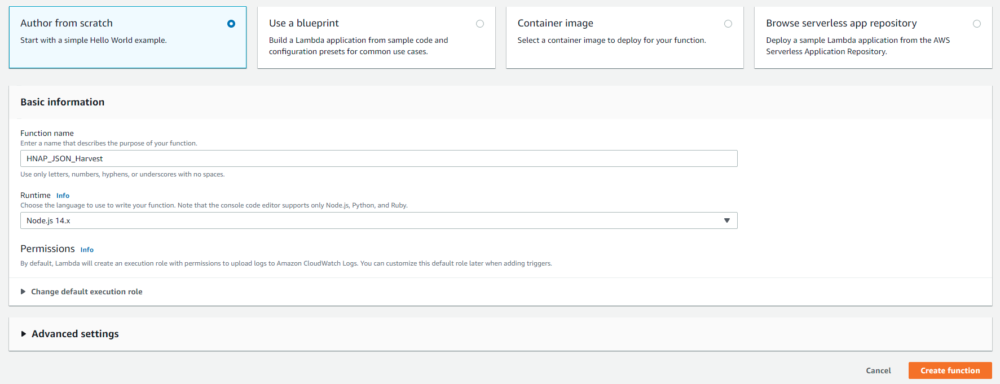 Author from scratch
Start with a simple Hello World example.
Use a blueprint
Build a Lambda application from sample code and
configuration presets for common use cases.
Container image
Select a container image to deploy for your function.
Browse serverless app repository
Deploy a sample Lambda application from the AWS
Serverless Application Repository.
Basic information
Function name
Enter a name that describes the purpose of your function.
HNAP_JSON_Harvest
Use only letters, numbers, hyphens, or underscores with no spaces.
Runtime Info
Choose the language to use to write your function. Note that the console code editor supports only Node.js, Python, and Ruby.
Node.js 14.x
Permissions Info
By default, Lambda will create an execution role with permissions to upload logs to Amazon CloudWatch Logs. You can customize this default role later when adding triggers.
Change default execution role
Advanced settings
Cancel
Create function